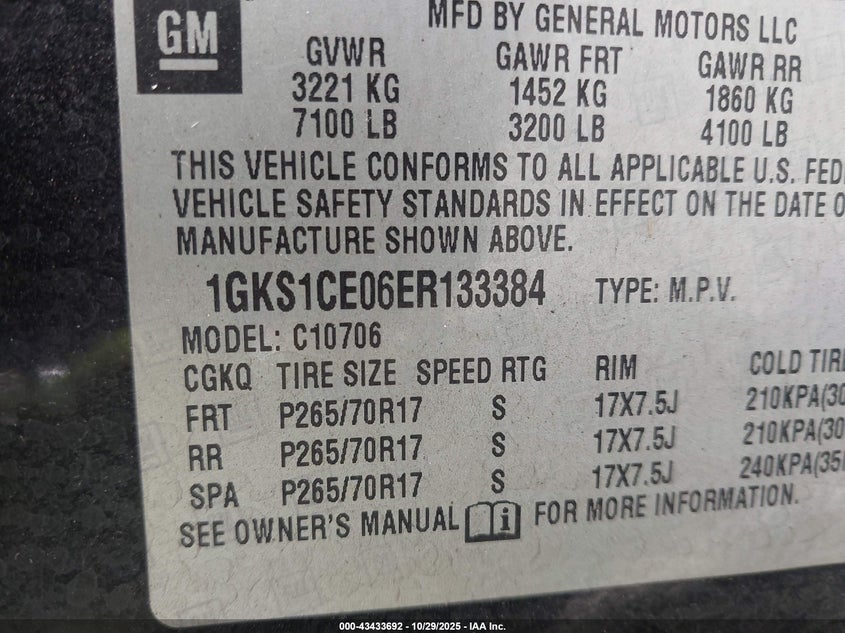 GM
MFD BY GENERAL MOTORS LLC
GVWR GAWR FRT GAWR RR
3221 KG 1452 KG 1860 KG
7100 LB 3200 LB 4100 LB
THIS VEHICLE CONFORMS TO ALL APPLICABLE U.S. FED
VEHICLE SAFETY STANDARDS IN EFFECT ON THE DATE O
MANUFACTURE SHOWN ABOVE.
1GKS1CE06ER133384 TYPE: M.P.V.
MODEL: C10706
CGKQ TIRE SIZE SPEED RTG RIM COLD TIRE
FRT P265/70R17 S 17X7.5J 210KPA(30
RR P265/70R17 S 17X7.5J 210KPA(30
SPA P265/70R17 S 17X7.5J 240KPA(35
SEE OWNER'S MANUAL i FOR MORE INFORMATION.
000-43433692 - 10/29/2025 - IAA Inc.